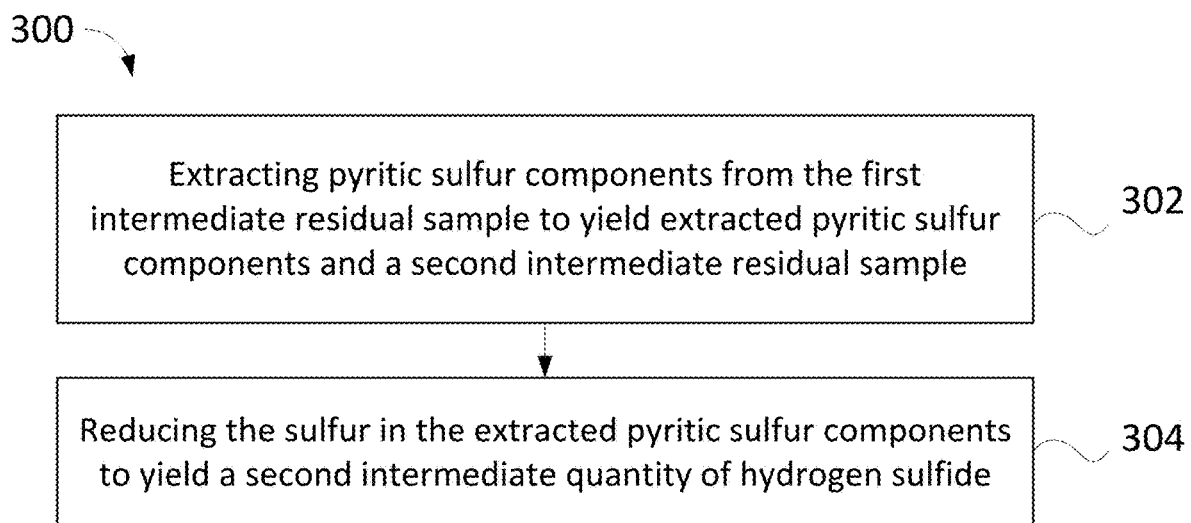 300
Extracting pyritic sulfur components from the first
intermediate residual sample to yield extracted pyritic sulfur
components and a second intermediate residual sample
302
Reducing the sulfur in the extracted pyritic sulfur components
to yield a second intermediate quantity of hydrogen sulfide
304